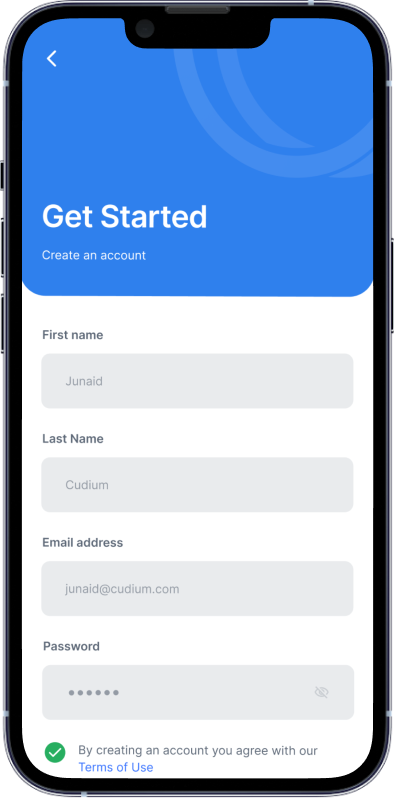 Get Started
Create an account
First name
Junaid
Last Name
Cudium
Email address
junaid@cudium.com
Password
••••••
By creating an account you agree with our
Terms of Use